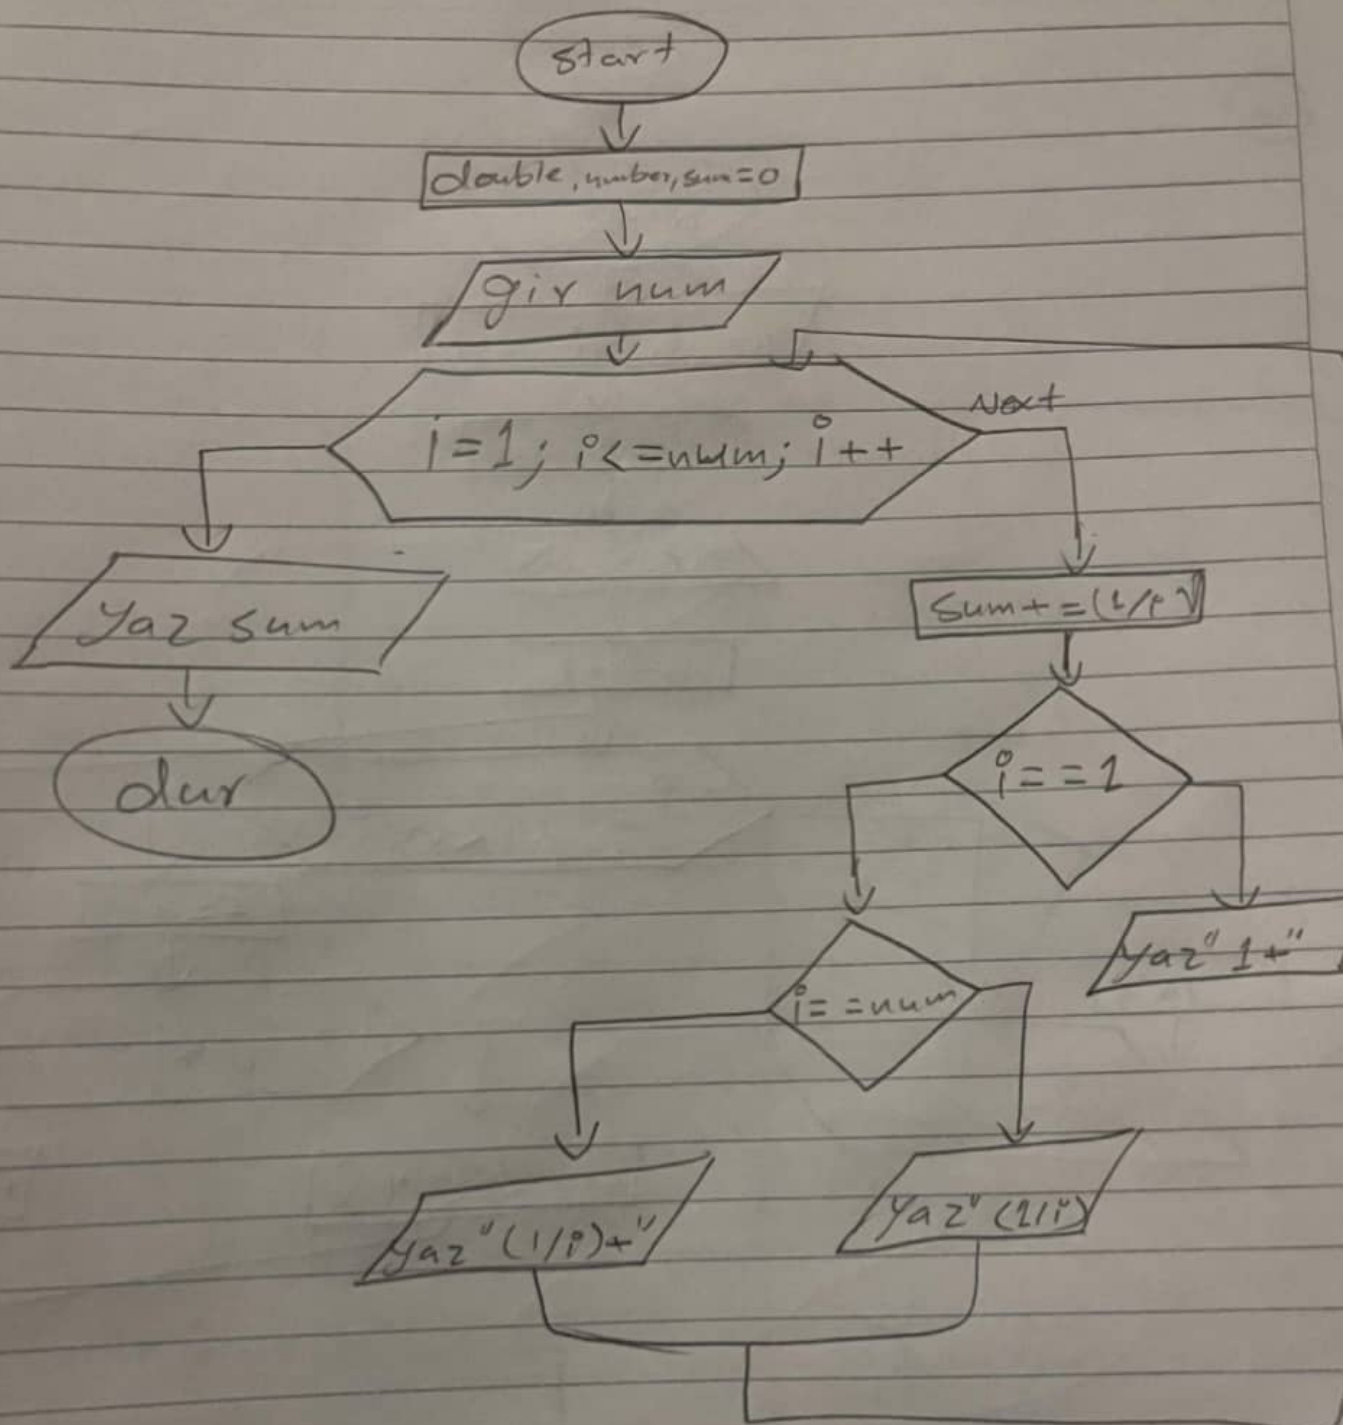 start
double, number, sum=0
gir num
i=1; i<=num; i++
Next
Yaz sum
sum+=(1/i)
dur
i==1
yaz" 1+"
i==num
yaz"(1/i)+"
Yaz"(1/i)